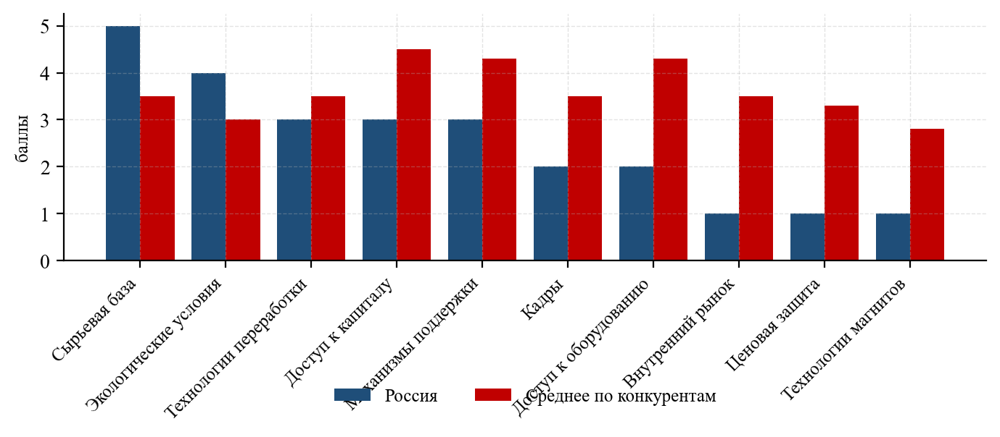 баллы
5
4
3
2
1
0
Сырьевая база
Экологические условия
Технологии переработки
Доступ к капиталу
Механизмы поддержки
Кадры
Доступ к оборудованию
Внутренний рынок
Ценовая защита
Технологии магнитов
Россия
Среднее по конкурентам